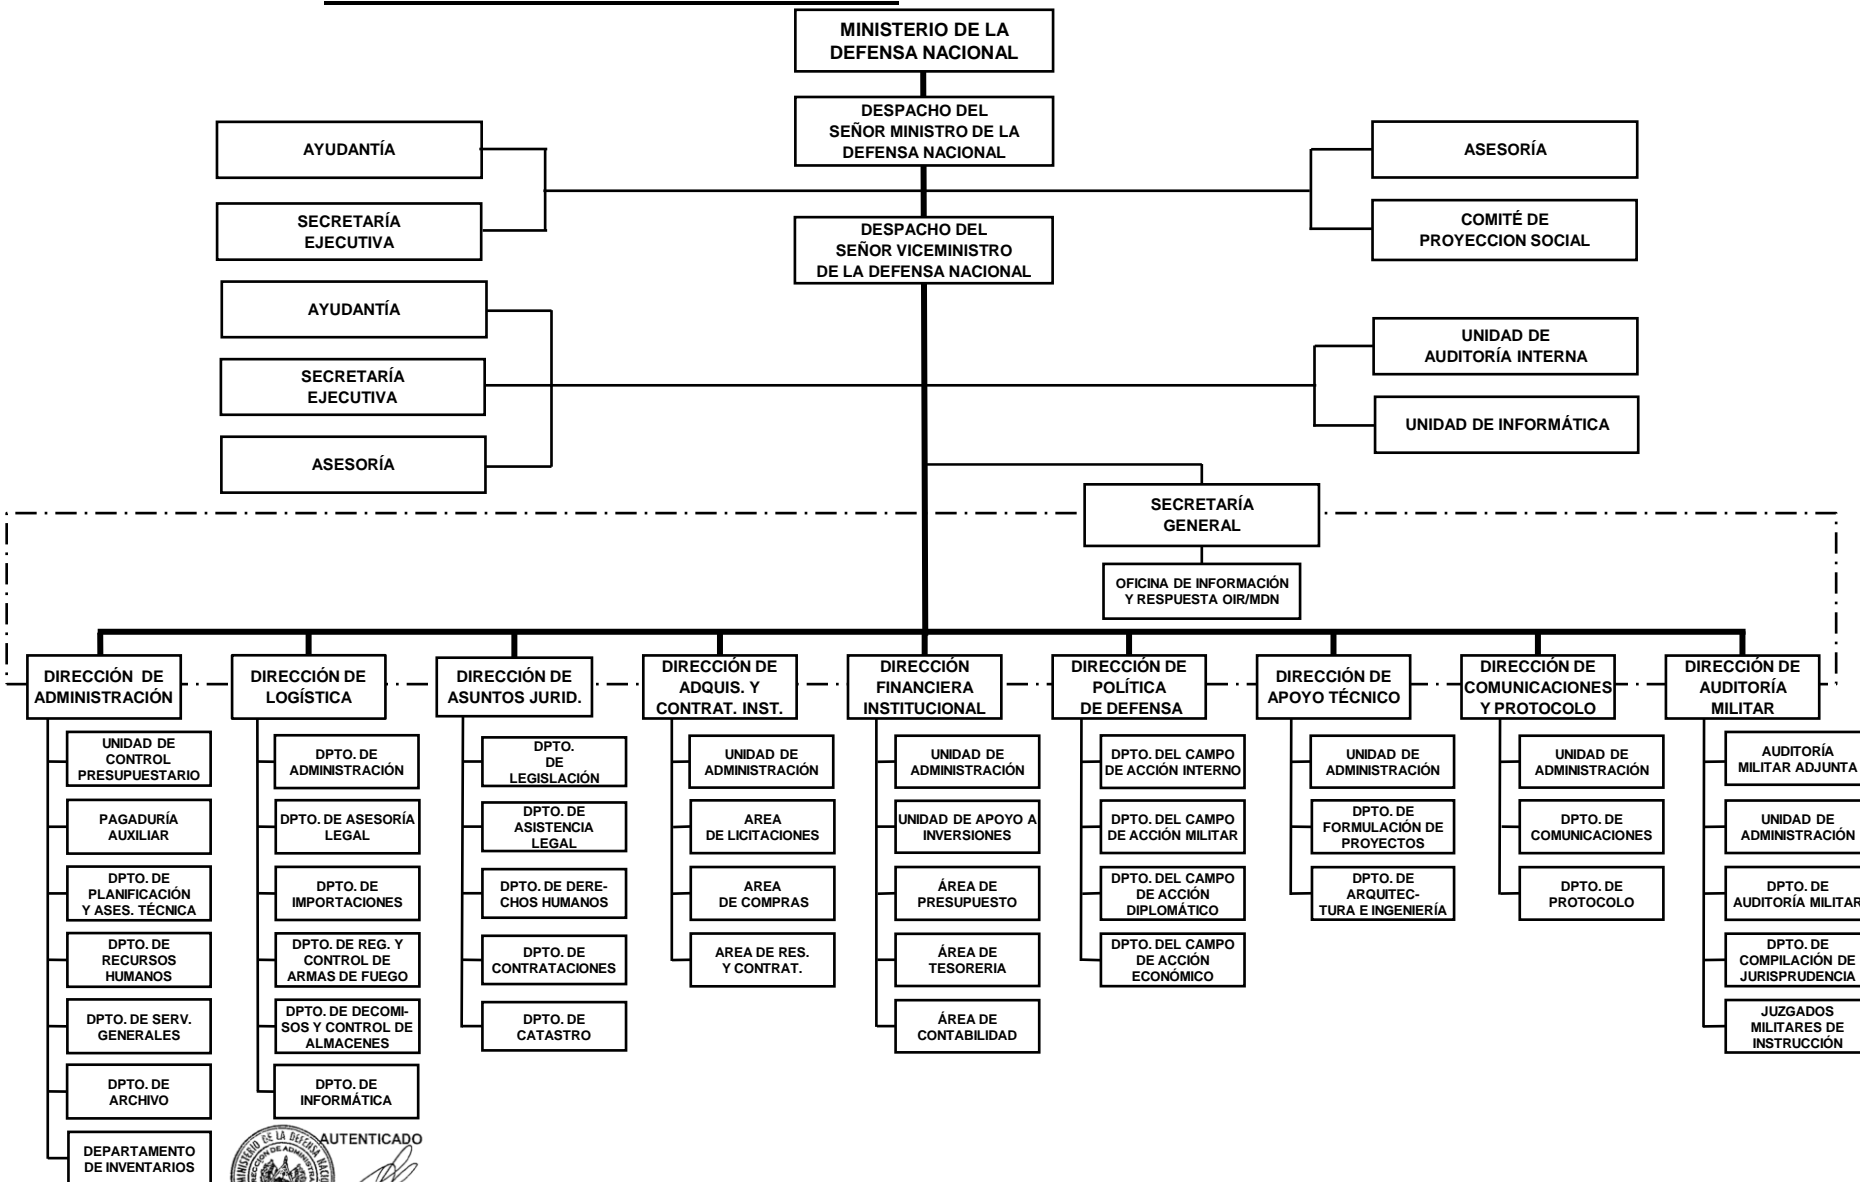 MINISTERIO DE LA
DEFENSA NACIONAL
DESPACHO DEL
SEÑOR MINISTRO DE LA
DEFENSA NACIONAL
AYUDANTÍA
SECRETARÍA
EJECUTIVA
ASESORÍA
COMITÉ DE
PROYECCION SOCIAL
DESPACHO DEL
SEÑOR VICEMINISTRO
DE LA DEFENSA NACIONAL
AYUDANTÍA
SECRETARÍA
EJECUTIVA
ASESORÍA
UNIDAD DE
AUDITORÍA INTERNA
UNIDAD DE INFORMÁTICA
SECRETARÍA
GENERAL
OFICINA DE INFORMACIÓN
Y RESPUESTA OIR/MDN
DIRECCIÓN DE
ADMINISTRACIÓN
UNIDAD DE
CONTROL
PRESUPUESTARIO
PAGADURÍA
AUXILIAR
DPTO. DE
PLANIFICACIÓN
Y ASES. TÉCNICA
DPTO. DE
RECURSOS
HUMANOS
DPTO. DE SERV.
GENERALES
DPTO. DE
ARCHIVO
DEPARTAMENTO
DE INVENTARIOS
DIRECCIÓN DE
LOGÍSTICA
DPTO. DE
ADMINISTRACIÓN
DPTO. DE ASESORÍA
LEGAL
DPTO. DE
IMPORTACIONES
DPTO. DE REG. Y
CONTROL DE
ARMAS DE FUEGO
DPTO. DE DECOMI-
SOS Y CONTROL DE
ALMACENES
DPTO. DE
INFORMÁTICA
DIRECCIÓN DE
ASUNTOS JURID.
DPTO.
DE
LEGISLACIÓN
DPTO. DE
ASISTENCIA
LEGAL
DPTO. DE DERE-
CHOS HUMANOS
DPTO. DE
CONTRATACIONES
DPTO. DE
CATASTRO
DIRECCIÓN DE
ADQUIS. Y
CONTRAT. INST.
UNIDAD DE
ADMINISTRACIÓN
AREA
DE LICITACIONES
AREA
DE COMPRAS
AREA DE RES.
Y CONTRAT.
DIRECCIÓN
FINANCIERA
INSTITUCIONAL
UNIDAD DE
ADMINISTRACIÓN
UNIDAD DE APOYO A
INVERSIONES
ÁREA DE
PRESUPUESTO
ÁREA DE
TESORERIA
ÁREA DE
CONTABILIDAD
DIRECCIÓN DE
POLÍTICA
DE DEFENSA
DPTO. DEL CAMPO
DE ACCIÓN INTERNO
DPTO. DEL CAMPO
DE ACCIÓN MILITAR
DPTO. DEL CAMPO
DE ACCIÓN
DIPLOMÁTICO
DPTO. DEL CAMPO
DE ACCIÓN
ECONÓMICO
DIRECCIÓN DE
APOYO TÉCNICO
UNIDAD DE
ADMINISTRACIÓN
DPTO. DE
FORMULACIÓN DE
PROYECTOS
DPTO. DE
ARQUITEC-
TURA E INGENIERÍA
DIRECCIÓN DE
COMUNICACIONES
Y PROTOCOLO
UNIDAD DE
ADMINISTRACIÓN
DPTO. DE
COMUNICACIONES
DPTO. DE
PROTOCOLO
DIRECCIÓN DE
AUDITORÍA
MILITAR
AUDITORÍA
MILITAR ADJUNTA
UNIDAD DE
ADMINISTRACIÓN
DPTO. DE
AUDITORÍA MILITAR
DPTO. DE
COMPILACIÓN DE
JURISPRUDENCIA
JUZGADOS
MILITARES DE
INSTRUCCIÓN
AUTENTICADO
MINISTERIO DE LA DEFENSA